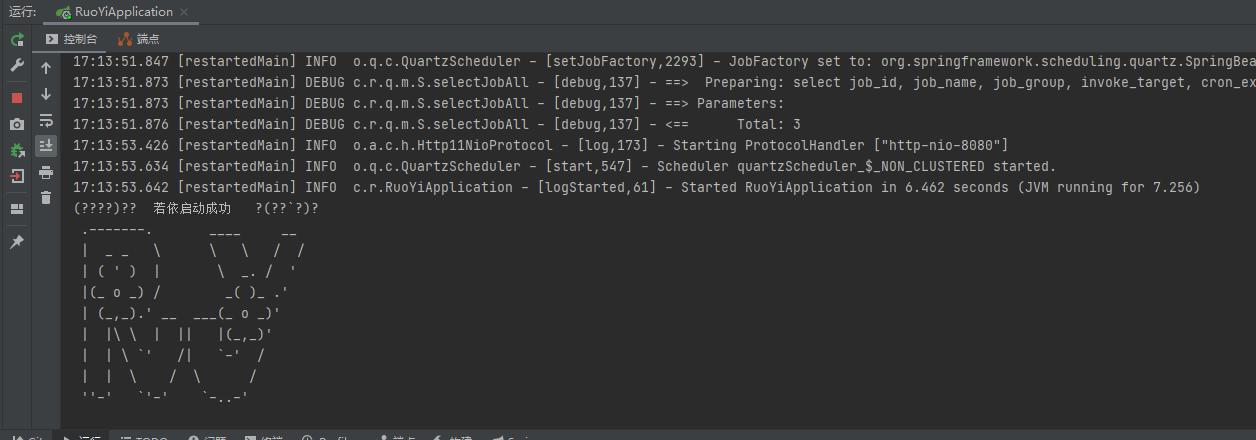 运行: RuoYiApplication ×
控制台 端点
17:13:51.847 [restartedMain] INFO  o.q.c.QuartzScheduler - [setJobFactory,2293] - JobFactory set to: org.springframework.scheduling.quartz.SpringBea
17:13:51.873 [restartedMain] DEBUG c.r.q.m.S.selectJobAll - [debug,137] - ==>  Preparing: select job_id, job_name, job_group, invoke_target, cron_ex
17:13:51.873 [restartedMain] DEBUG c.r.q.m.S.selectJobAll - [debug,137] - ==> Parameters:
17:13:51.876 [restartedMain] DEBUG c.r.q.m.S.selectJobAll - [debug,137] - <==      Total: 3
17:13:53.426 [restartedMain] INFO  o.a.c.h.Http11NioProtocol - [log,173] - Starting ProtocolHandler ["http-nio-8080"]
17:13:53.634 [restartedMain] INFO  o.q.c.QuartzScheduler - [start,547] - Scheduler quartzScheduler_$_NON_CLUSTERED started.
17:13:53.642 [restartedMain] INFO  c.r.RuoYiApplication - [logStarted,61] - Started RuoYiApplication in 6.462 seconds (JVM running for 7.256)
(????)??  若依启动成功   ?(??`?)?
 .-------.       ____     __
 |  _ _   \      \   \   /  /
 | ( ' )  |       \  _. /  '
 |(_ o _) /        _( )_ .'
 | (_,_).' __  ___(_ o _)'
 |  |\ \  |  ||   |(_,_)'
 |  | \ `'   /|   `-'  /
 |  |  \    /  \      /
 ''-'   `'-'    `-..-'